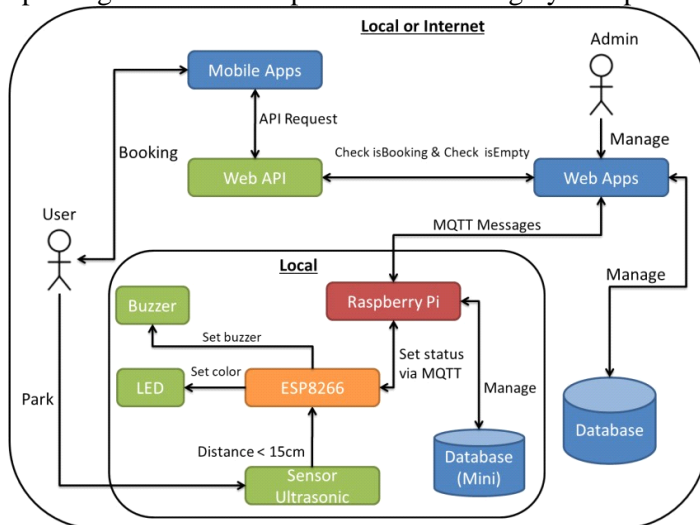 Local or Internet
Admin
Mobile Apps
API Request
Manage
Booking
Check isBooking & Check isEmpty
Web API
Web Apps
User
MQTT Messages
Local
Manage
Buzzer
Raspberry Pi
Set buzzer
Set status
via MQTT
Set color
LED
ESP8266
Manage
Park
Database
Distance < 15cm
Database
(Mini)
Sensor
Ultrasonic